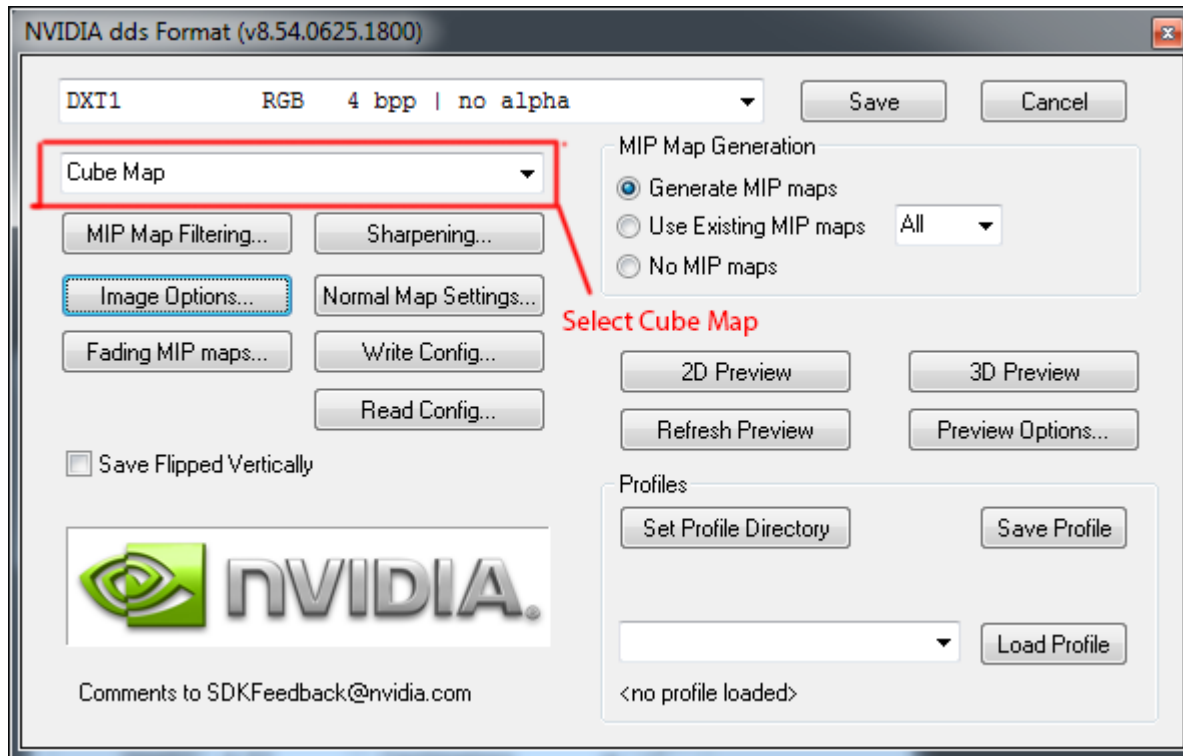 NVIDIA dds Format (v8.54.0625.1800)
DXT1 RGB 4 bpp | no alpha
Save
Cancel
Cube Map
MIP Map Filtering...
Sharpening...
Image Options...
Normal Map Settings...
Fading MIP maps...
Write Config...
Read Config...
Save Flipped Vertically
MIP Map Generation
Generate MIP maps
Use Existing MIP maps
All
No MIP maps
Select Cube Map
2D Preview
3D Preview
Refresh Preview
Preview Options...
Profiles
Set Profile Directory
Save Profile
Load Profile
<no profile loaded>
NVIDIA.
Comments to SDKFeedback@nvidia.com